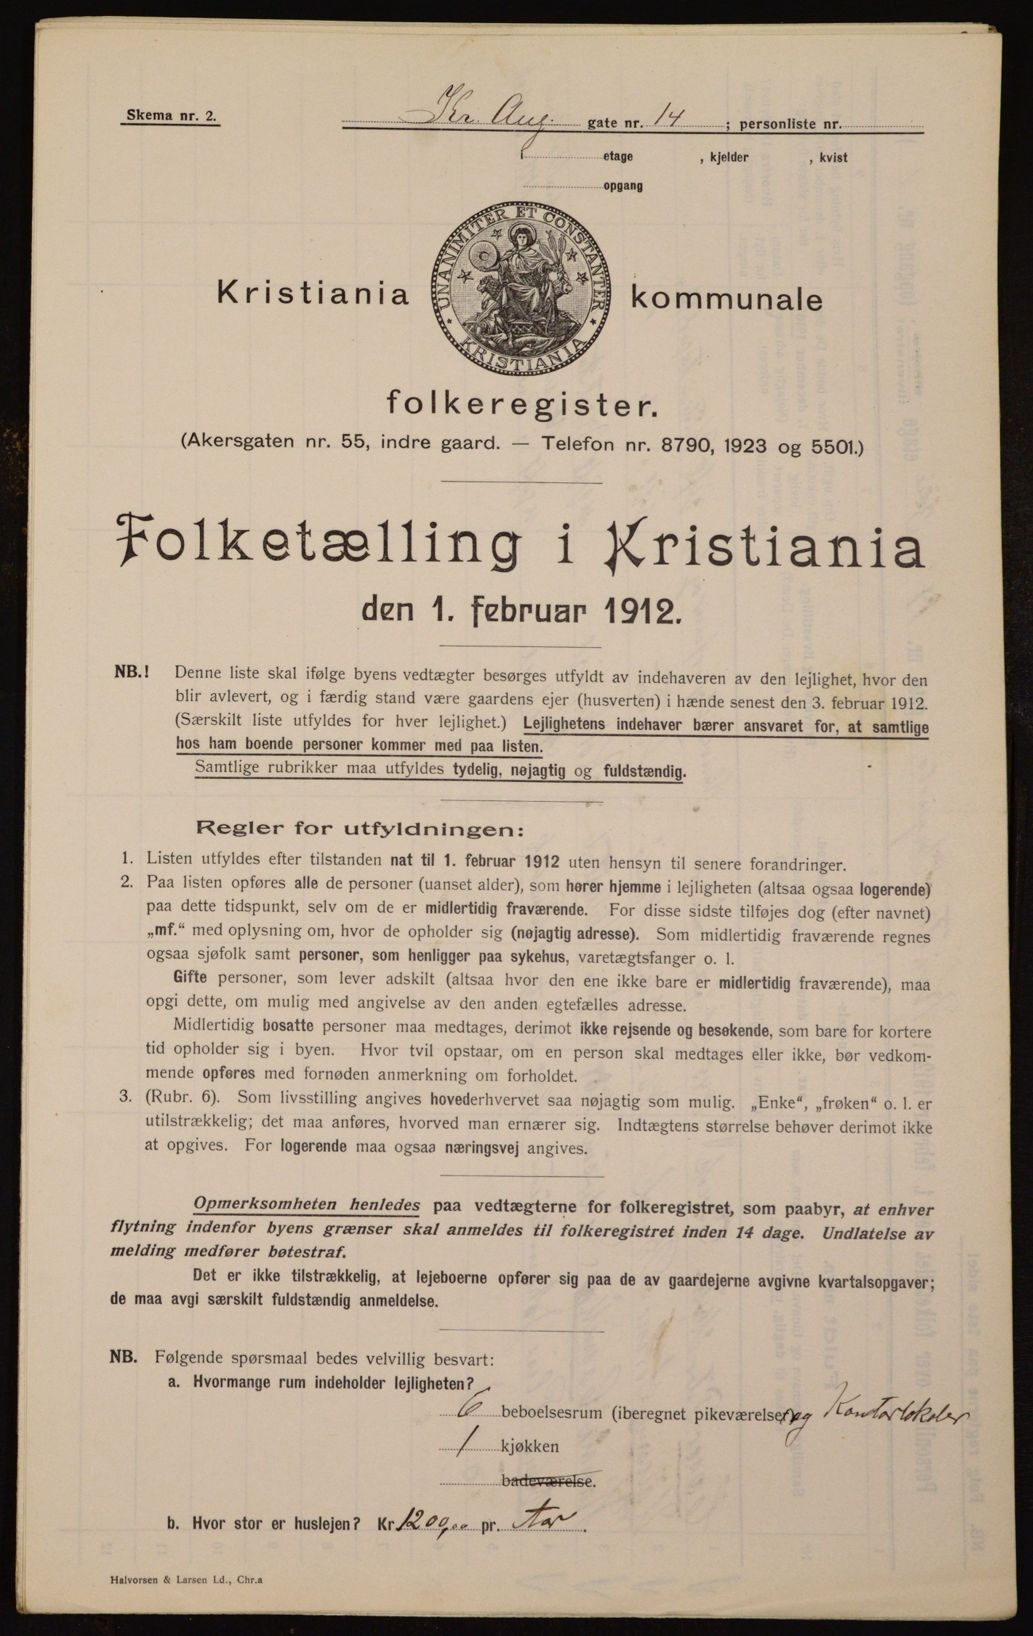 Skema nr. 2.
Kr. Aug. gate nr. 14 ; personliste nr.
i etage , kjelder , kvist
opgang
UNANIMITER ET CONSTANTER
KRISTIANIA
Kristiania kommunale
folkeregister.
(Akersgaten nr. 55, indre gaard. — Telefon nr. 8790, 1923 og 5501.)
Folketælling i Kristiania
den 1. februar 1912.
NB.! Denne liste skal ifølge byens vedtægter besørges utfyldt av indehaveren av den lejlighet, hvor den
blir avlevert, og i færdig stand være gaardens ejer (husverten) i hænde senest den 3. februar 1912.
(Særskilt liste utfyldes for hver lejlighet.) Lejlighetens indehaver bærer ansvaret for, at samtlige
hos ham boende personer kommer med paa listen.
Samtlige rubrikker maa utfyldes tydelig, nøjagtig og fuldstændig.
Regler for utfyldningen:
1. Listen utfyldes efter tilstanden nat til 1. februar 1912 uten hensyn til senere forandringer.
2. Paa listen opføres alle de personer (uanset alder), som hører hjemme i lejligheten (altsaa ogsaa logerende)
paa dette tidspunkt, selv om de er midlertidig fraværende. For disse sidste tilføjes dog (efter navnet)
„mf.“ med oplysning om, hvor de opholder sig (nøjagtig adresse). Som midlertidig fraværende regnes
ogsaa sjøfolk samt personer, som henligger paa sykehus, varetægtsfanger o. l.
Gifte personer, som lever adskilt (altsaa hvor den ene ikke bare er midlertidig fraværende), maa
opgi dette, om mulig med angivelse av den anden egtefælles adresse.
Midlertidig bosatte personer maa medtages, derimot ikke rejsende og besøkende, som bare for kortere
tid opholder sig i byen. Hvor tvil opstaar, om en person skal medtages eller ikke, bør vedkom-
mende opføres med fornøden anmerkning om forholdet.
3. (Rubr. 6). Som livsstilling angives hovederhvervet saa nøjagtig som mulig. „Enke“, „frøken“ o. l. er
utilstrækkelig; det maa anføres, hvorved man ernærer sig. Indtægtens størrelse behøver derimot ikke
at opgives. For logerende maa ogsaa næringsvej angives.
Opmerksomheten henledes paa vedtægterne for folkeregistret, som paabyr, at enhver
flytning indenfor byens grænser skal anmeldes til folkeregistret inden 14 dage. Undlatelse av
melding medfører bøtestraf.
Det er ikke tilstrækkelig, at lejeboerne opfører sig paa de av gaardejerne avgivne kvartalsopgaver;
de maa avgi særskilt fuldstændig anmeldelse.
NB. Følgende spørsmaal bedes velvillig besvart:
a. Hvormange rum indeholder lejligheten?
6 beboelsesrum (iberegnet pikeværelser) og Kontorlokaler
1 kjøkken
badeværelse.
b. Hvor stor er huslejen? Kr. 1200,00 pr. Aar.
Halvorsen & Larsen Ld., Chr.a